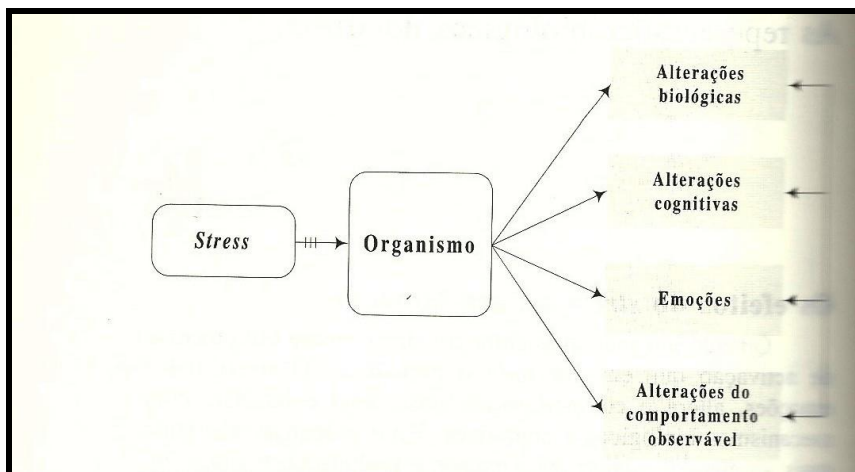 Alterações
biológicas
Alterações
cognitivas
Stress
Organismo
Emoções
Alterações do
comportamento
observável